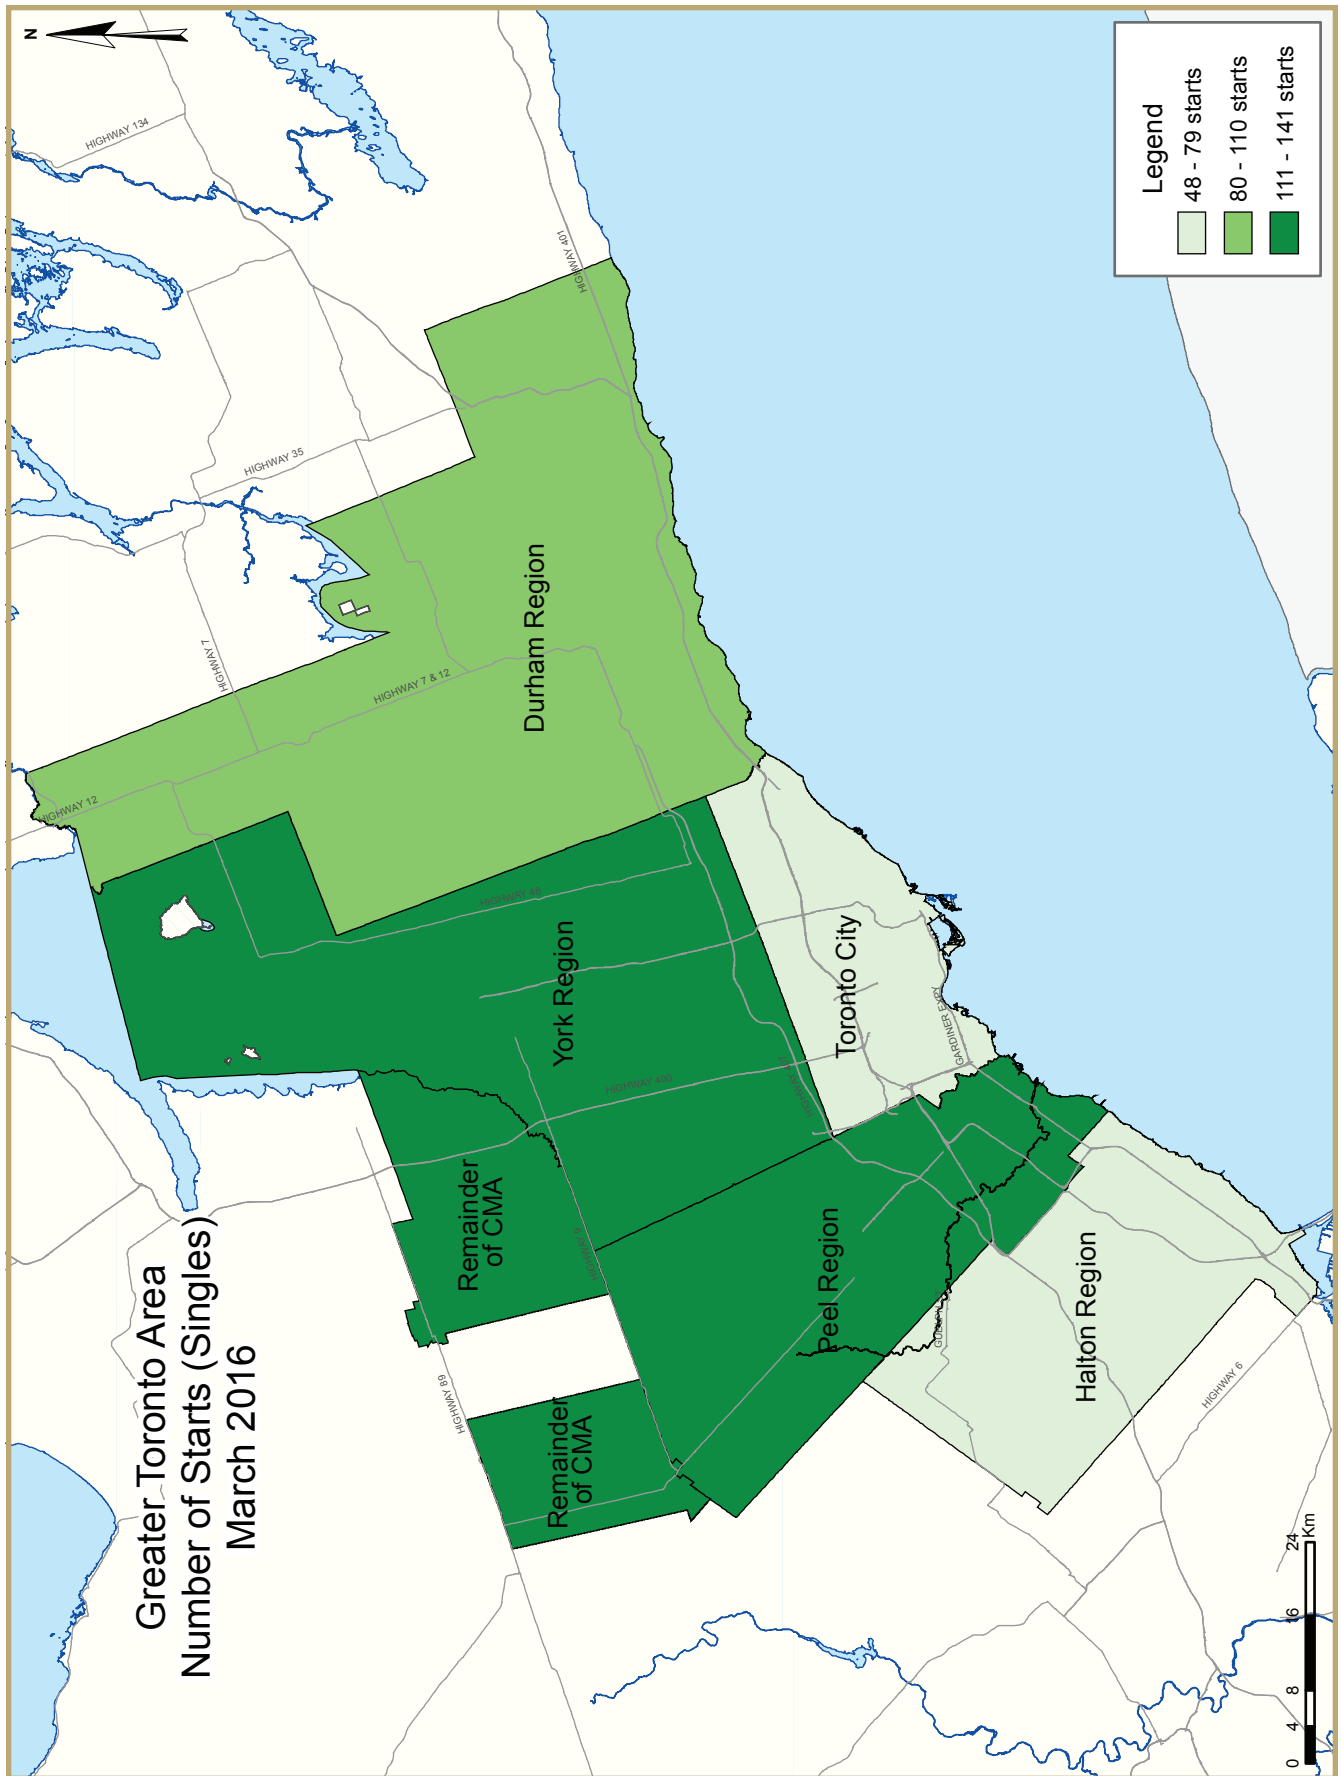 Greater Toronto Area
Number of Starts (Singles)
March 2016
N
HIGHWAY 134
HIGHWAY 401
HIGHWAY 35
HIGHWAY 7
HIGHWAY 7 & 12
HIGHWAY 12
Durham Region
HIGHWAY 48
York Region
Toronto City
GARDINER EXPY
HIGHWAY 400
Remainder
of CMA
HIGHWAY 9
HIGHWAY 89
Remainder
of CMA
Peel Region
Halton Region
HIGHWAY 6
Legend
48 - 79 starts
80 - 110 starts
111 - 141 starts
0 4 8 16 24
Km